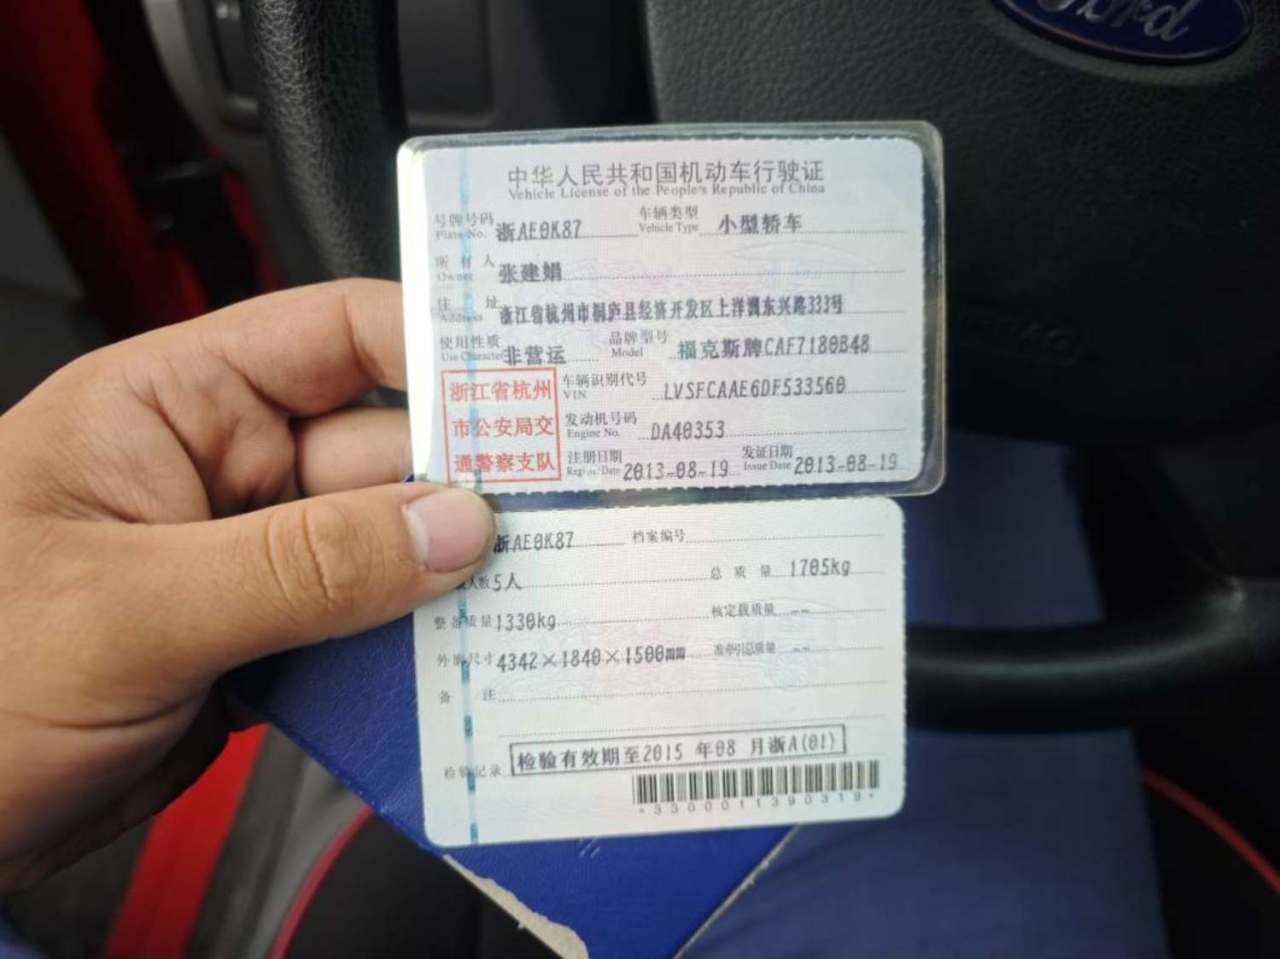 Ford
中华人民共和国机动车行驶证
Vehicle License of the People's Republic of China
号牌号码 Plate No. 浙AE0K87 车辆类型 Vehicle Type 小型轿车
所有人 Owner 张建娟
住址 Address 浙江省杭州市桐庐县经济开发区上洋洲东兴路333号
使用性质 Use Character 非营运 品牌型号 Model 福克斯牌CAF7180B48
浙江省杭州
市公安局交
通警察支队
车辆识别代号 VIN LVSFCAAE6DF533560
发动机号码 Engine No. DA40353
注册日期 Register Date 2013-08-19 发证日期 Issue Date 2013-08-19
浙AE0K87 档案编号
人数 5人 总质量 1705kg
整备质量 1330kg 核定载质量 --
外廓尺寸 4342×1840×1500mm 准牵引总质量 --
备注
检验记录 检验有效期至2015 年08 月浙A(01)
*3300011390319*